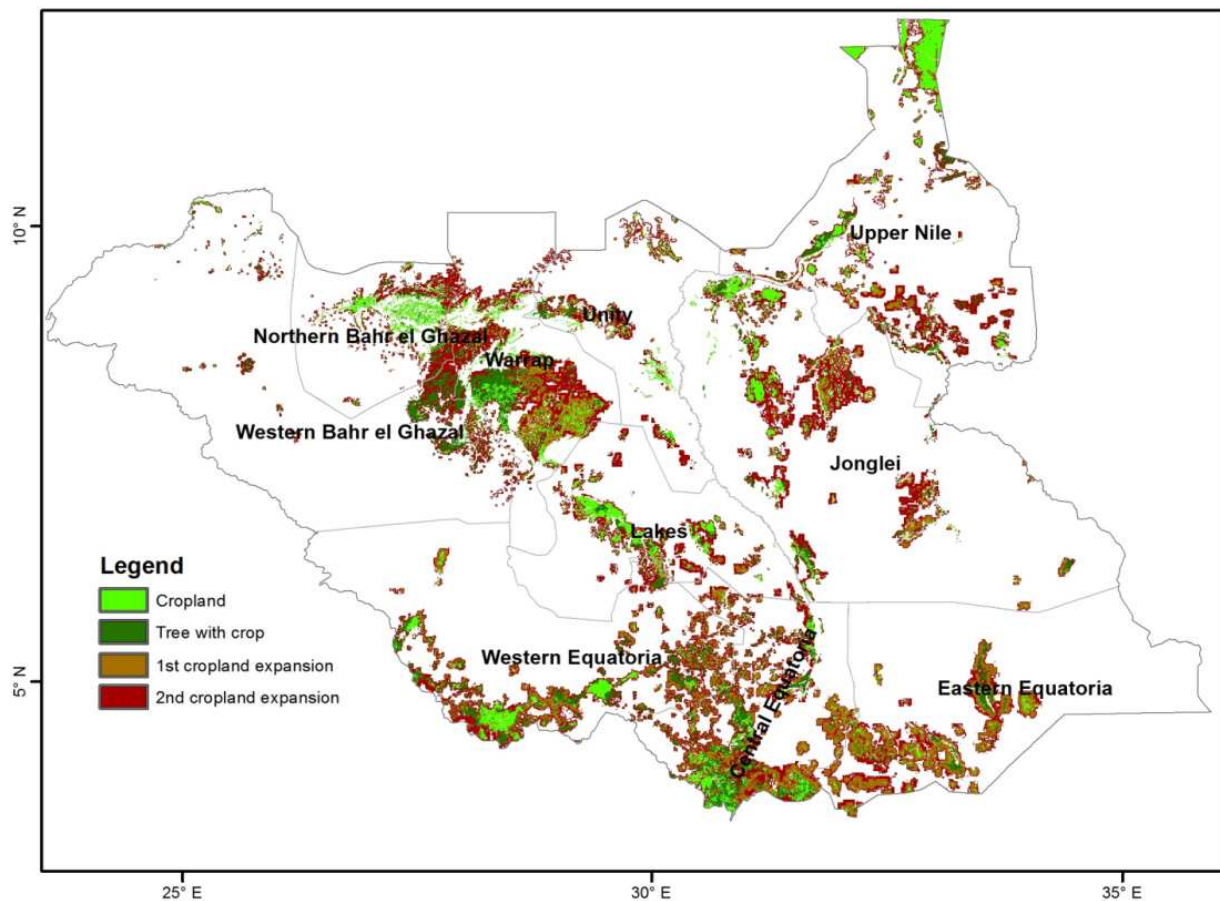 10° N
Upper Nile
Unity
Northern Bahr el Ghazal
Warrap
Western Bahr el Ghazal
Jonglei
Lakes
Legend
Cropland
Tree with crop
1st cropland expansion
2nd cropland expansion
5° N
Western Equatoria
Central Equatoria
Eastern Equatoria
25° E
30° E
35° E